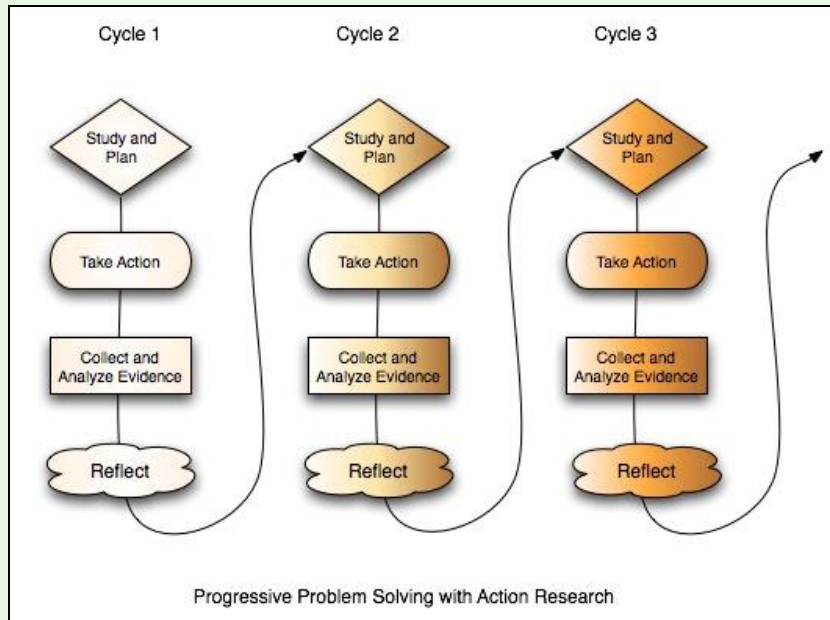 Cycle 1
Cycle 2
Cycle 3
Study and
Plan
Take Action
Collect and
Analyze Evidence
Reflect
Study and
Plan
Take Action
Collect and
Analyze Evidence
Reflect
Study and
Plan
Take Action
Collect and
Analyze Evidence
Reflect
Progressive Problem Solving with Action Research